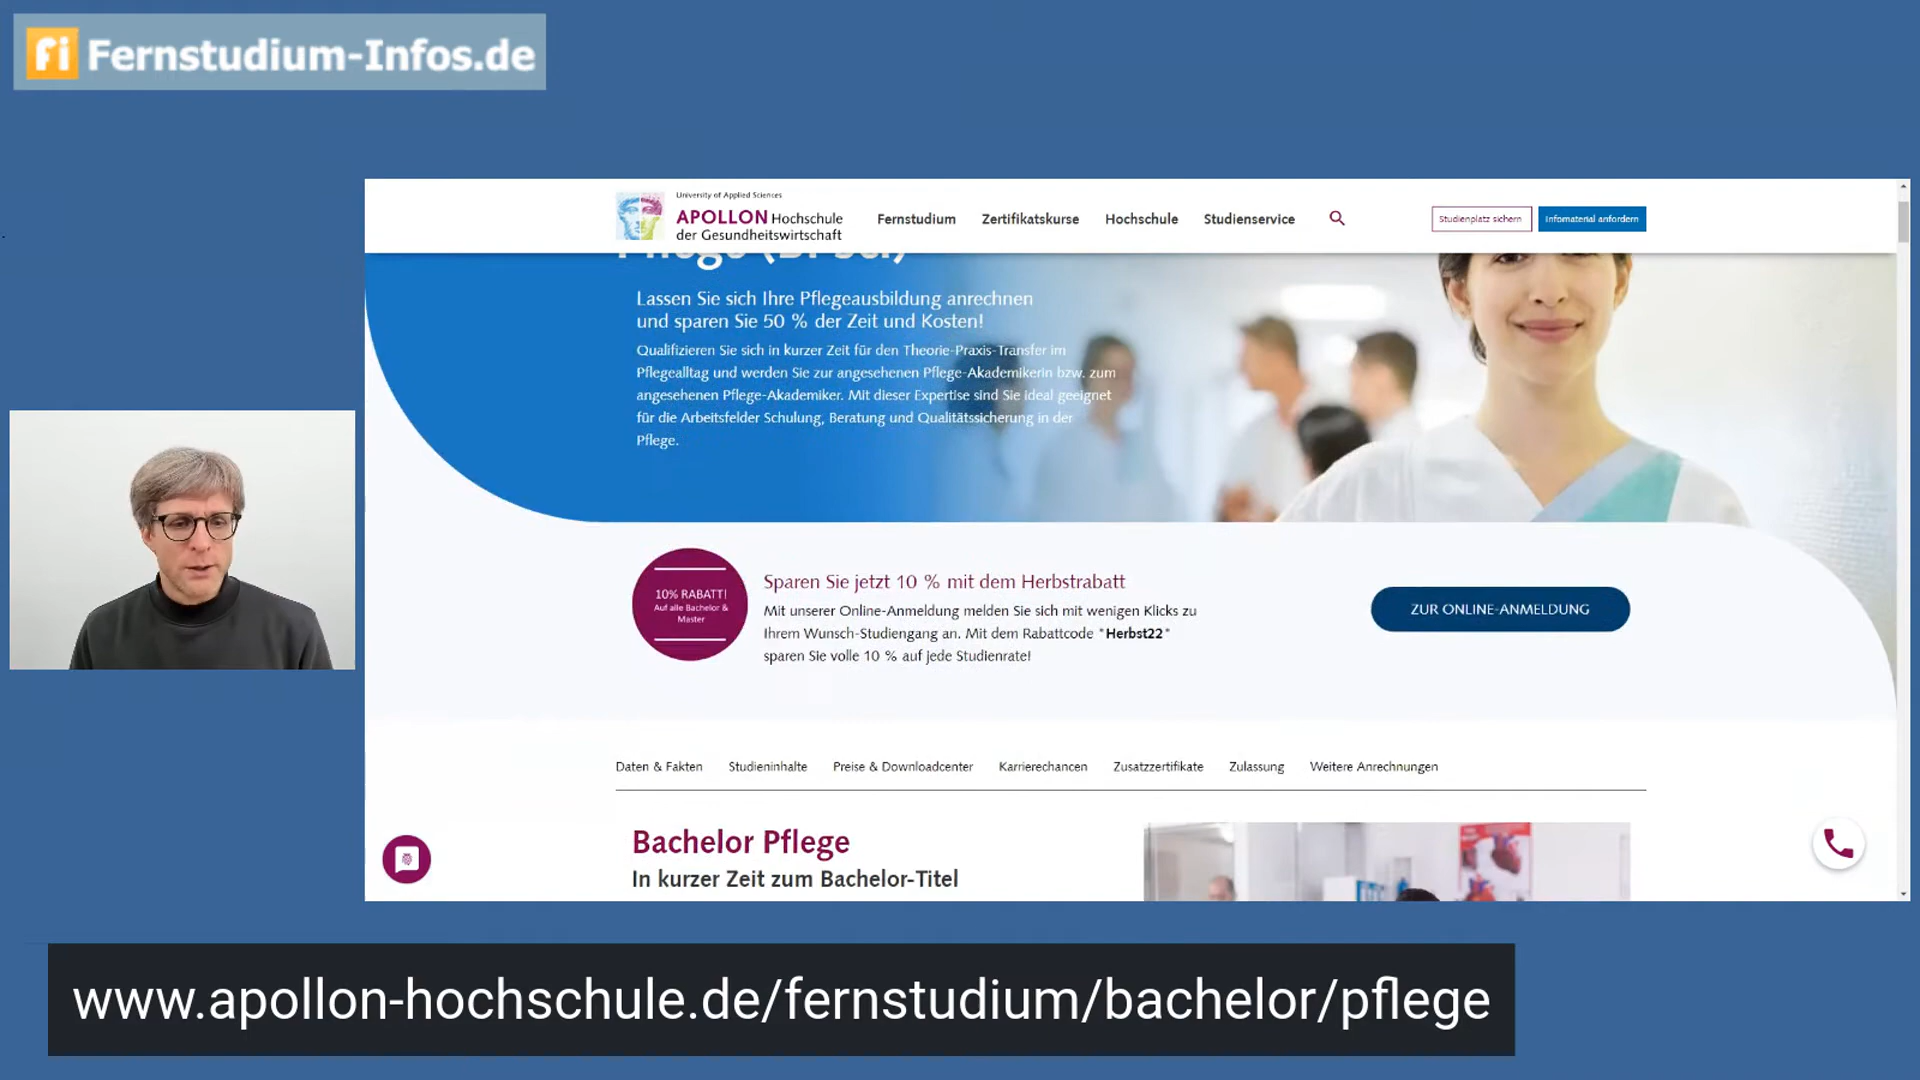 fi Fernstudium-Infos.de
University of Applied Sciences
APOLLON Hochschule
der Gesundheitswirtschaft
Fernstudium
Zertifikatskurse
Hochschule
Studienservice
Studienplatz sichern
Infomaterial anfordern
Lassen Sie sich Ihre Pflegeausbildung anrechnen
und sparen Sie 50 % der Zeit und Kosten!
Qualifizieren Sie sich in kurzer Zeit für den Theorie-Praxis-Transfer im
Pflegealltag und werden Sie zur angesehenen Pflege-Akademikerin bzw. zum
angesehenen Pflege-Akademiker. Mit dieser Expertise sind Sie ideal geeignet
für die Arbeitsfelder Schulung, Beratung und Qualitätssicherung in der
Pflege.
10% RABATT!
Auf alle Bachelor &
Master
Sparen Sie jetzt 10 % mit dem Herbstrabatt
Mit unserer Online-Anmeldung melden Sie sich mit wenigen Klicks zu
Ihrem Wunsch-Studiengang an. Mit dem Rabattcode "Herbst22"
sparen Sie volle 10 % auf jede Studienrate!
ZUR ONLINE-ANMELDUNG
Daten & Fakten
Studieninhalte
Preise & Downloadcenter
Karrierechancen
Zusatzzertifikate
Zulassung
Weitere Anrechnungen
Bachelor Pflege
In kurzer Zeit zum Bachelor-Titel
www.apollon-hochschule.de/fernstudium/bachelor/pflege